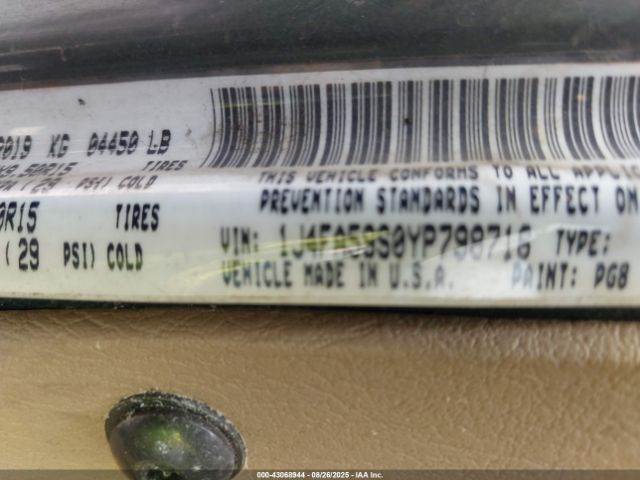 2019 KG 04450 LB
TIRES
PSI) COLD
THIS VEHICLE CONFORMS TO ALL APPLIC
PREVENTION STANDARDS IN EFFECT ON
0R15 TIRES
( 29 PSI) COLD
VIN: 1J4FA59S0YP798716 TYPE:
VEHICLE MADE IN U.S.A. PAINT: PG8
000-43068944 | 08/26/2025 - IAA Inc.